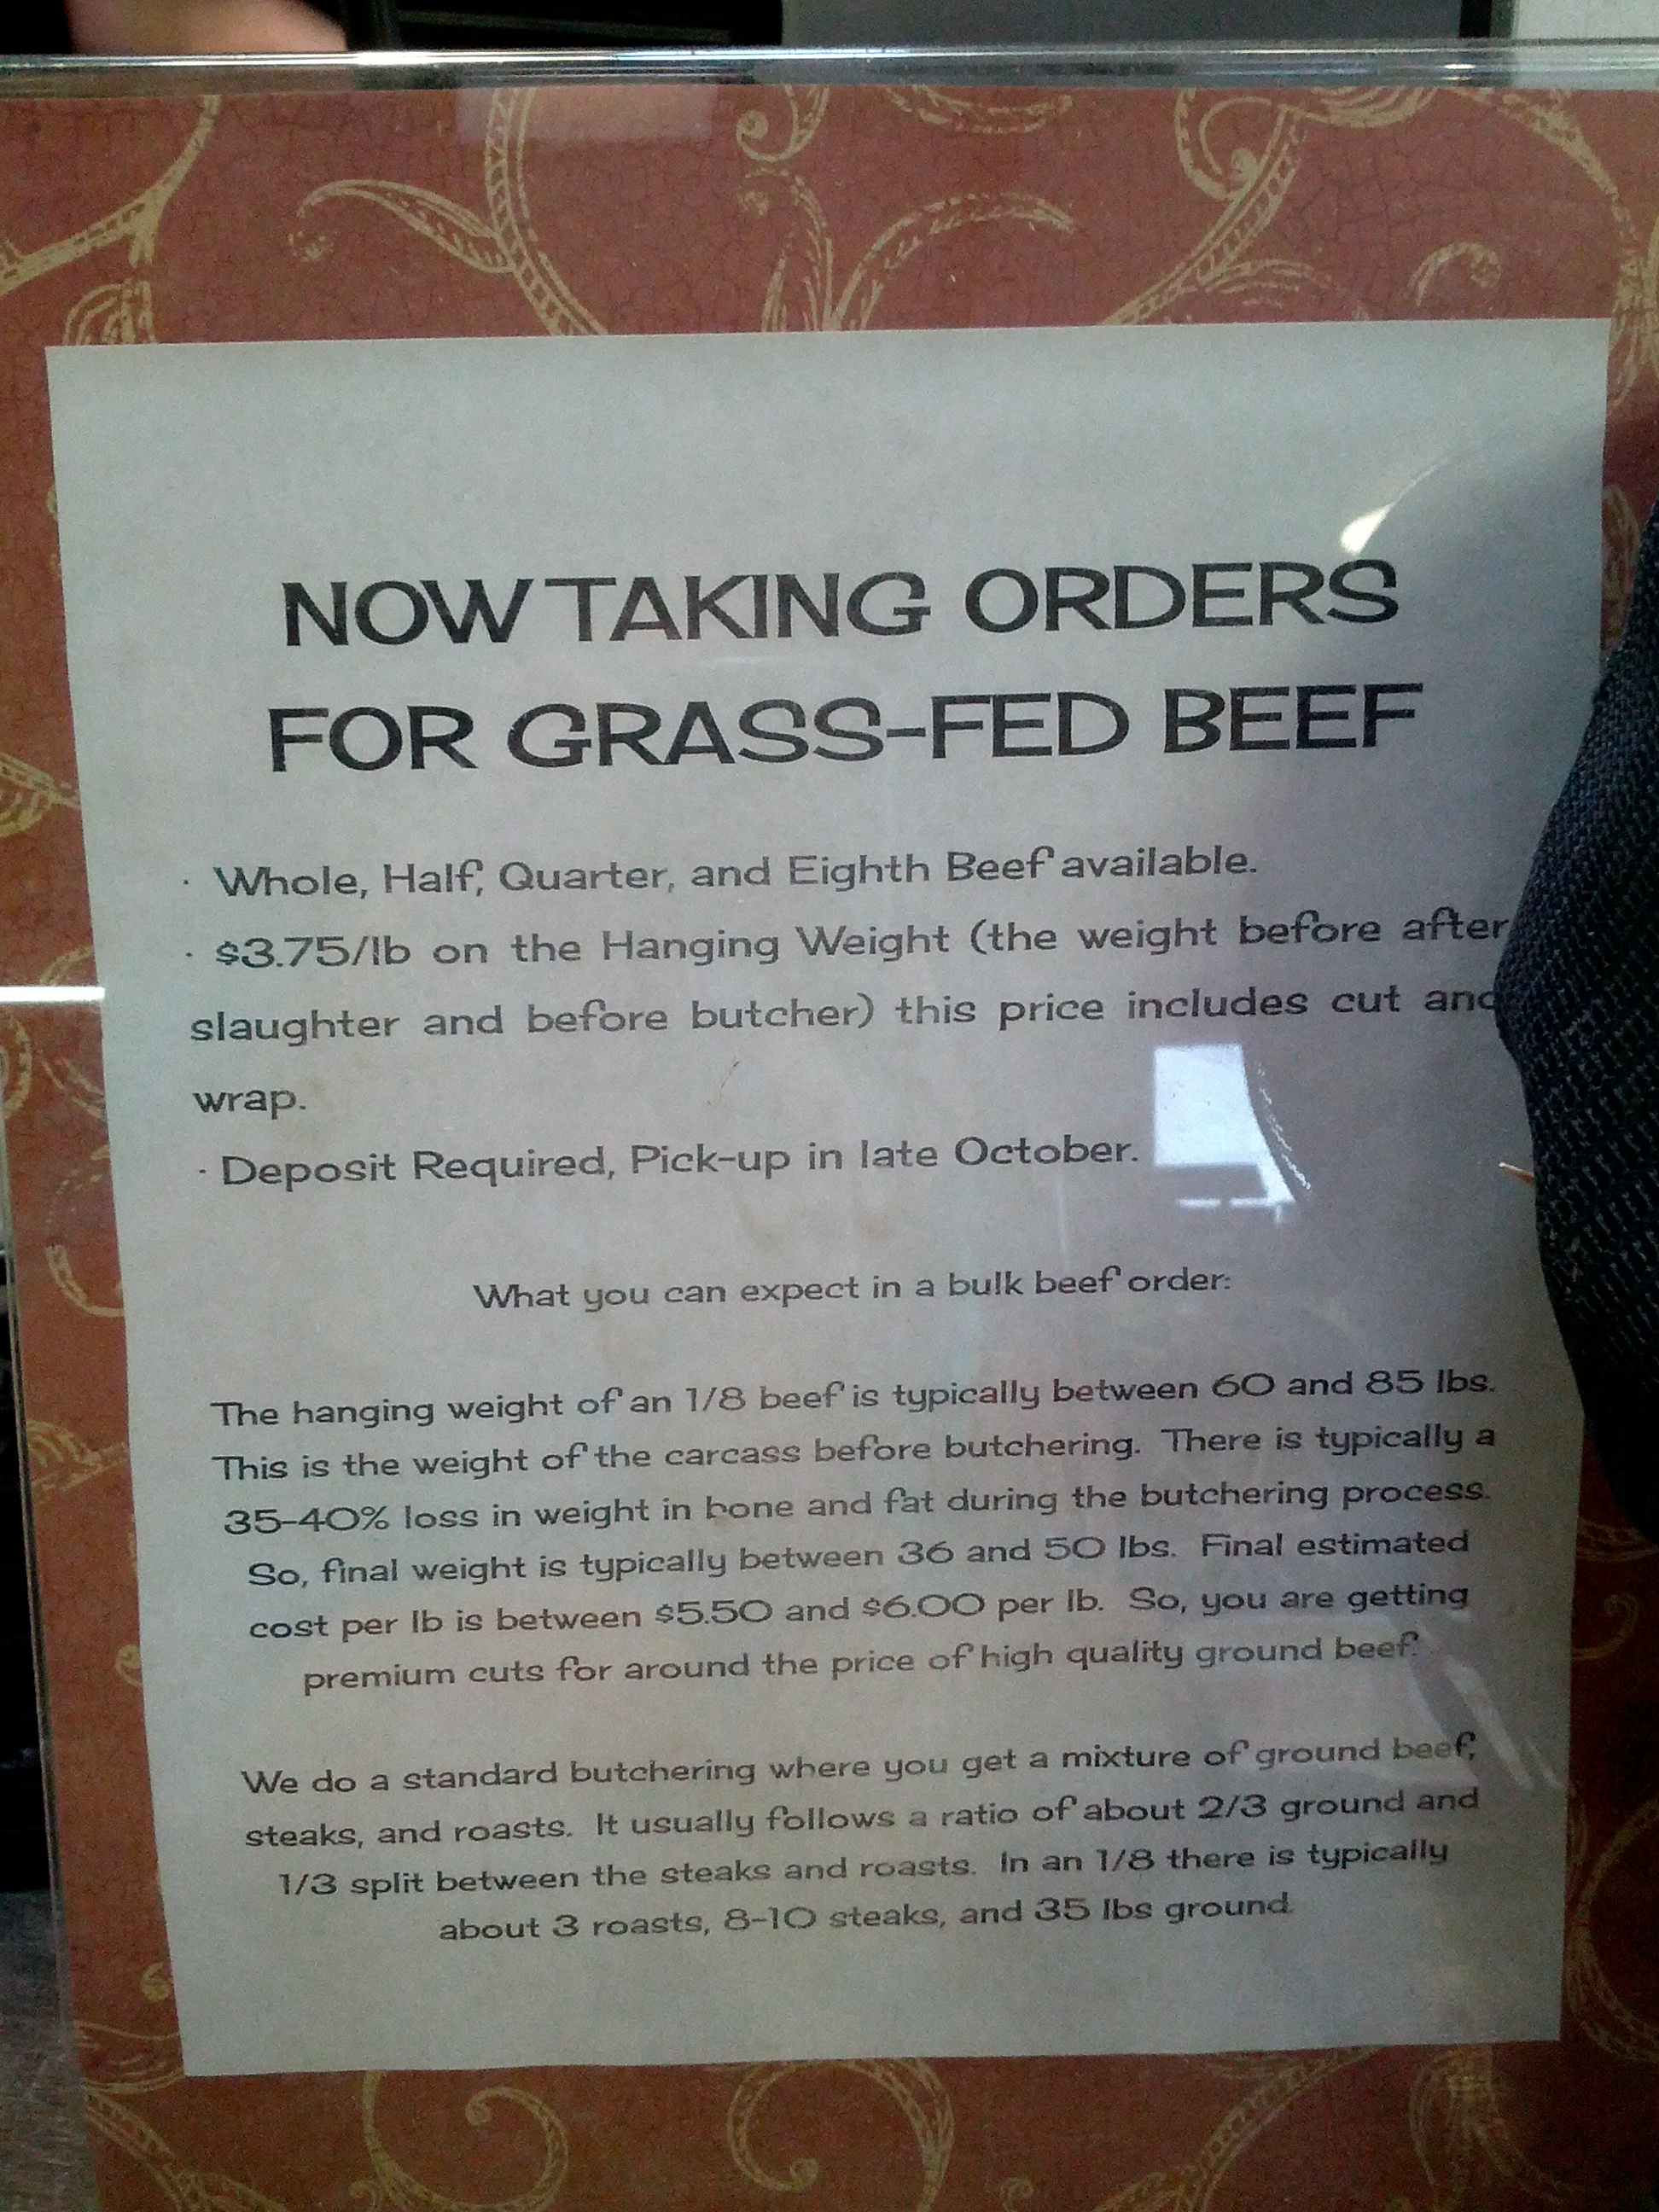 NOW TAKING ORDERS
FOR GRASS-FED BEEF
· Whole, Half, Quarter, and Eighth Beef available.
· $3.75/lb on the Hanging Weight (the weight before after
slaughter and before butcher) this price includes cut and
wrap.
· Deposit Required, Pick-up in late October.
What you can expect in a bulk beef order:
The hanging weight of an 1/8 beef is typically between 60 and 85 lbs.
This is the weight of the carcass before butchering. There is typically a
35-40% loss in weight in bone and fat during the butchering process.
So, final weight is typically between 36 and 50 lbs. Final estimated
cost per lb is between $5.50 and $6.00 per lb. So, you are getting
premium cuts for around the price of high quality ground beef.
We do a standard butchering where you get a mixture of ground beef,
steaks, and roasts. It usually follows a ratio of about 2/3 ground and
1/3 split between the steaks and roasts. In an 1/8 there is typically
about 3 roasts, 8-10 steaks, and 35 lbs ground.